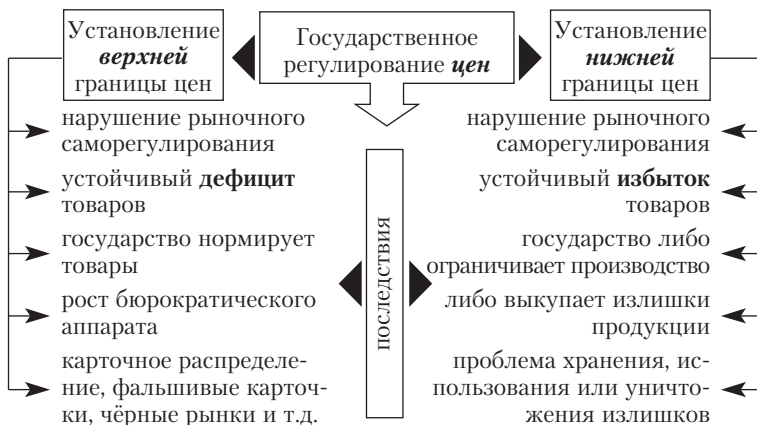 Установление
верхней
границы цен
Государственное
регулирование цен
Установление
нижней
границы цен
нарушение рыночного
саморегулирования
устойчивый дефицит
товаров
государство нормирует
товары
рост бюрократического
аппарата
карточное распределе-
ние, фальшивые карточ-
ки, чёрные рынки и т.д.
последствия
нарушение рыночного
саморегулирования
устойчивый избыток
товаров
государство либо
ограничивает производство
либо выкупает излишки
продукции
проблема хранения, ис-
пользования или уничто-
жения излишков